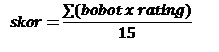 skor = ∑(bobot x rating) / 15